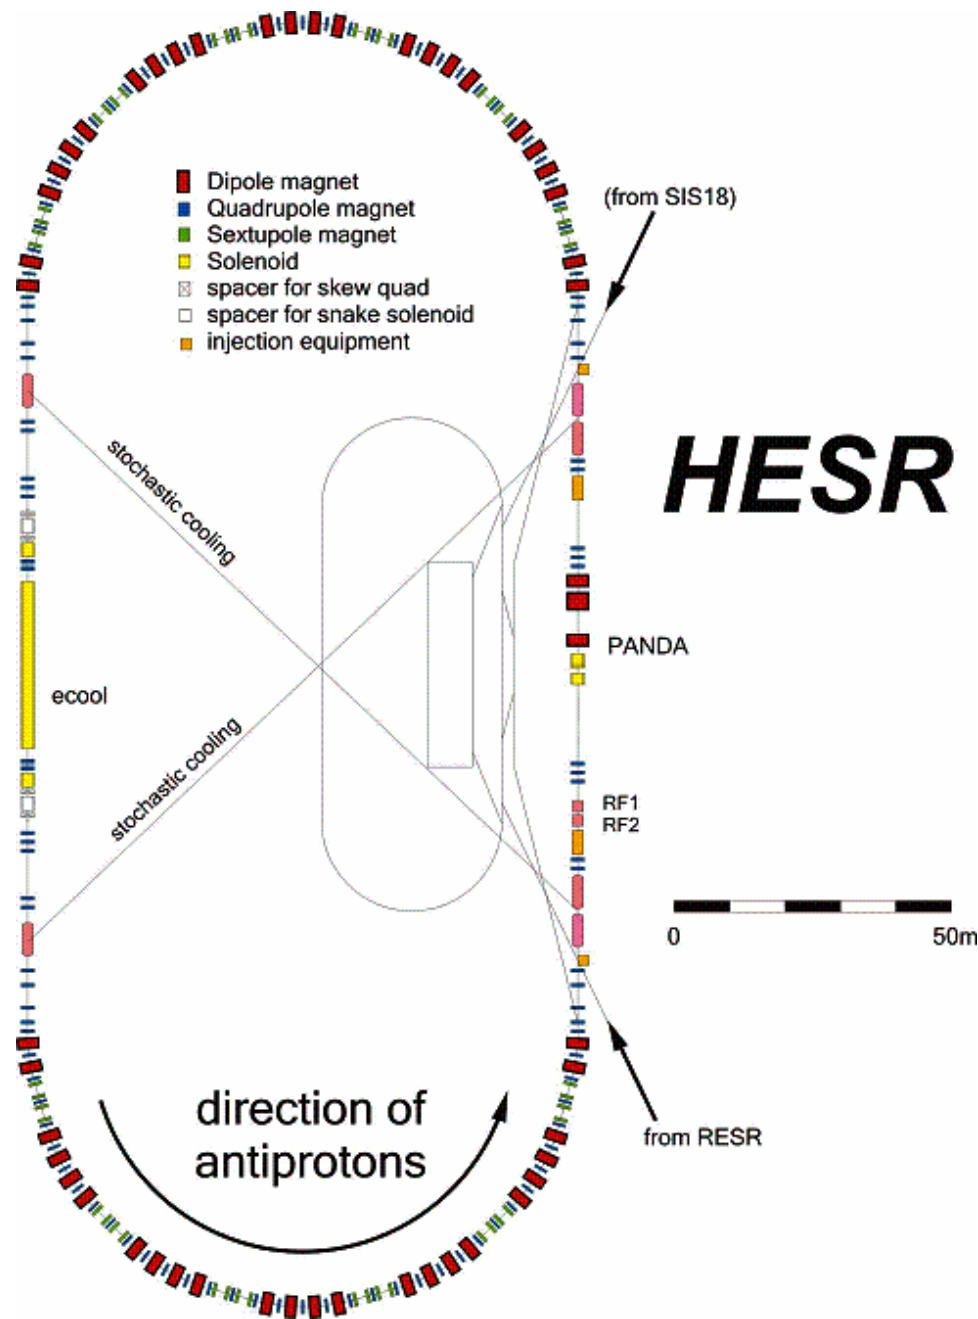 Dipole magnet
Quadrupole magnet
Sextupole magnet
Solenoid
spacer for skew quad
spacer for snake solenoid
injection equipment
(from SIS18)
stochastic cooling
HESR
PANDA
ecool
stochastic cooling
RF1
RF2
0 50m
direction of
antiprotons
from RESR